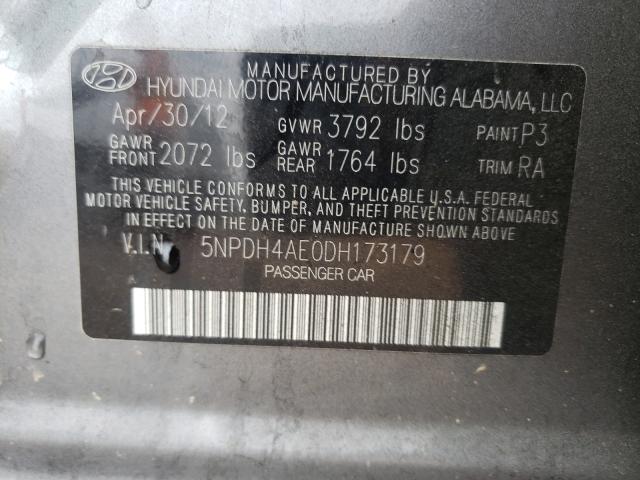 MANUFACTURED BY
HYUNDAI MOTOR MANUFACTURING ALABAMA, LLC
Apr/30/12 GVWR 3792 lbs PAINT P3
GAWR FRONT 2072 lbs GAWR REAR 1764 lbs TRIM RA
THIS VEHICLE CONFORMS TO ALL APPLICABLE U.S.A. FEDERAL
MOTOR VEHICLE SAFETY, BUMPER, AND THEFT PREVENTION STANDARDS
IN EFFECT ON THE DATE OF MANUFACTURE SHOWN ABOVE.
V.I.N 5NPDH4AE0DH173179
PASSENGER CAR